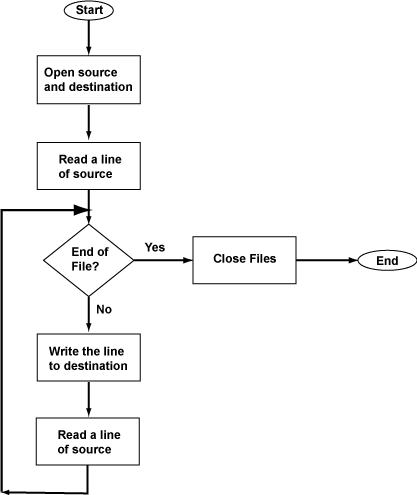 Start
Open source
and destination
Read a line
of source
End of
File?
Yes
Close Files
End
No
Write the line
to destination
Read a line
of source